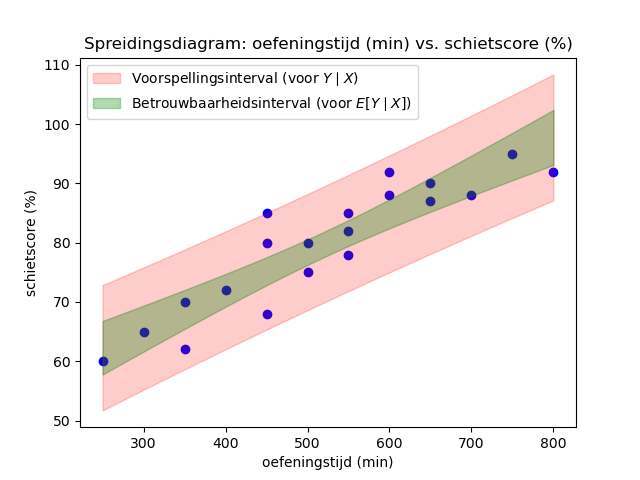 Spreidingsdiagram: oefeningstijd (min) vs. schietscore (%)
Voorspellingsinterval (voor Y | X)
Betrouwbaarheidsinterval (voor E[Y | X])
110
100
90
80
70
60
50
schietscore (%)
300 400 500 600 700 800
oefeningstijd (min)